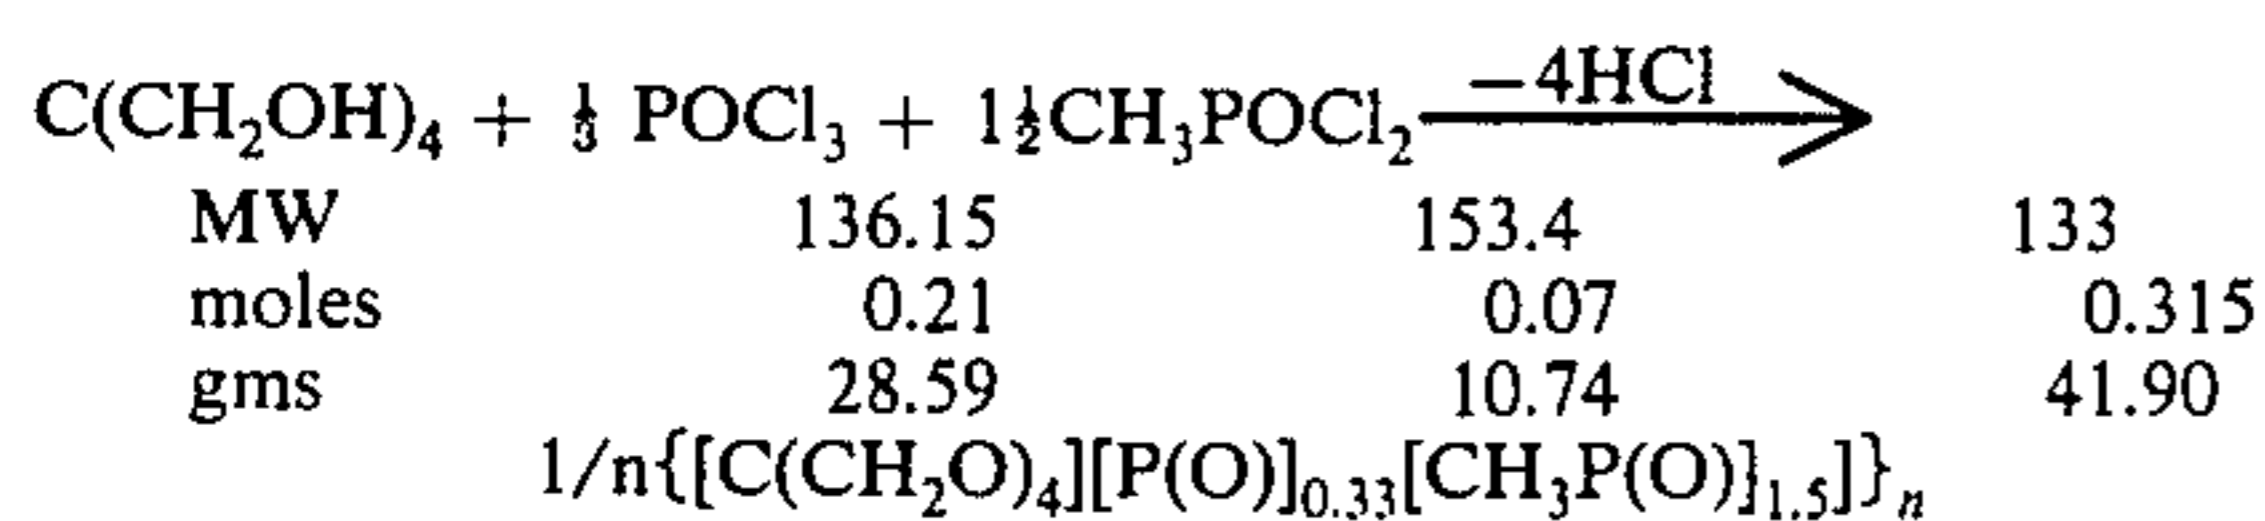 C(CH₂OH)₄ + ⅓ POCl₃ + 1½CH₃POCl₂ —4HCl
MW 136.15 153.4 133
moles 0.21 0.07 0.315
gms 28.59 10.74 41.90
1/n{[C(CH₂O)₄][P(O)]₀.₃₃[CH₃P(O)}₁.₅]}ₙ